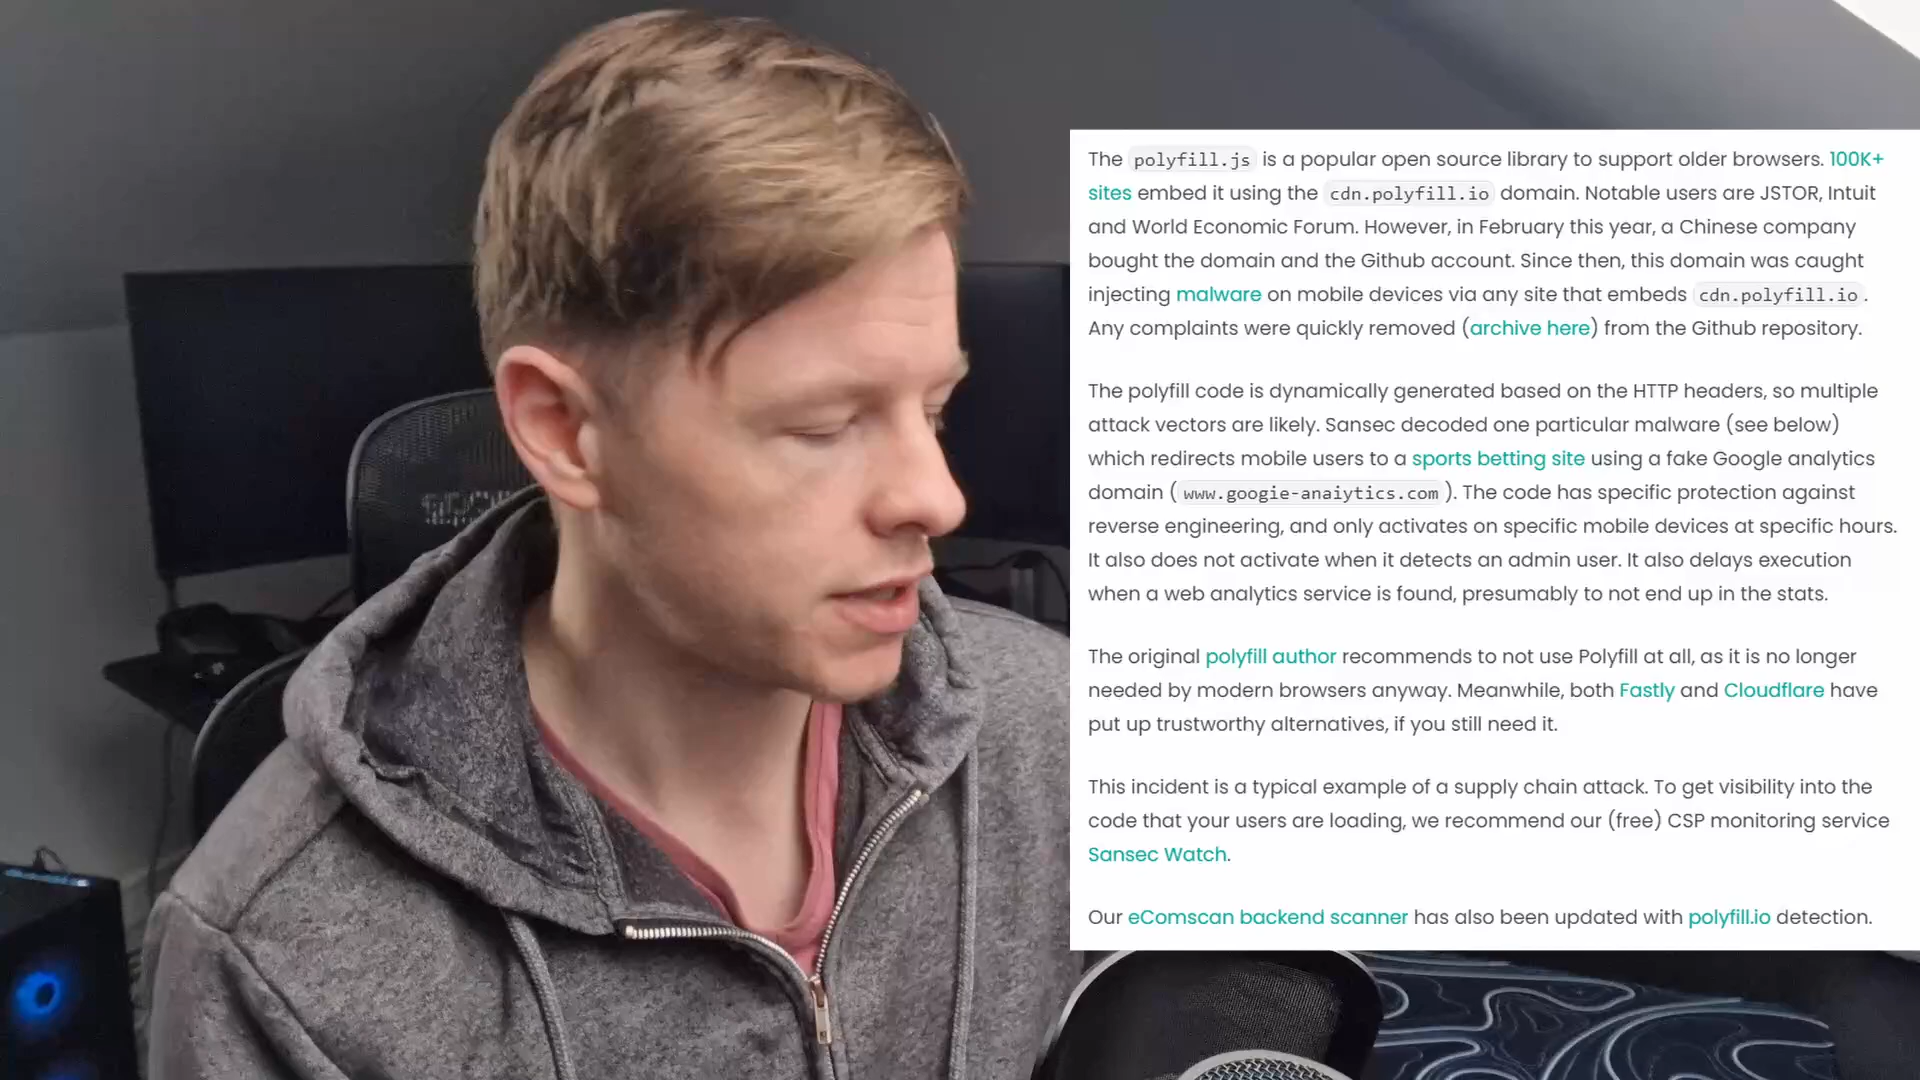 The polyfill.js is a popular open source library to support older browsers. 100K+
sites embed it using the cdn.polyfill.io domain. Notable users are JSTOR, Intuit
and World Economic Forum. However, in February this year, a Chinese company
bought the domain and the Github account. Since then, this domain was caught
injecting malware on mobile devices via any site that embeds cdn.polyfill.io.
Any complaints were quickly removed (archive here) from the Github repository.
The polyfill code is dynamically generated based on the HTTP headers, so multiple
attack vectors are likely. Sansec decoded one particular malware (see below)
which redirects mobile users to a sports betting site using a fake Google analytics
domain (www.googie-anaiytics.com). The code has specific protection against
reverse engineering, and only activates on specific mobile devices at specific hours.
It also does not activate when it detects an admin user. It also delays execution
when a web analytics service is found, presumably to not end up in the stats.
The original polyfill author recommends to not use Polyfill at all, as it is no longer
needed by modern browsers anyway. Meanwhile, both Fastly and Cloudflare have
put up trustworthy alternatives, if you still need it.
This incident is a typical example of a supply chain attack. To get visibility into the
code that your users are loading, we recommend our (free) CSP monitoring service
Sansec Watch.
Our eComscan backend scanner has also been updated with polyfill.io detection.